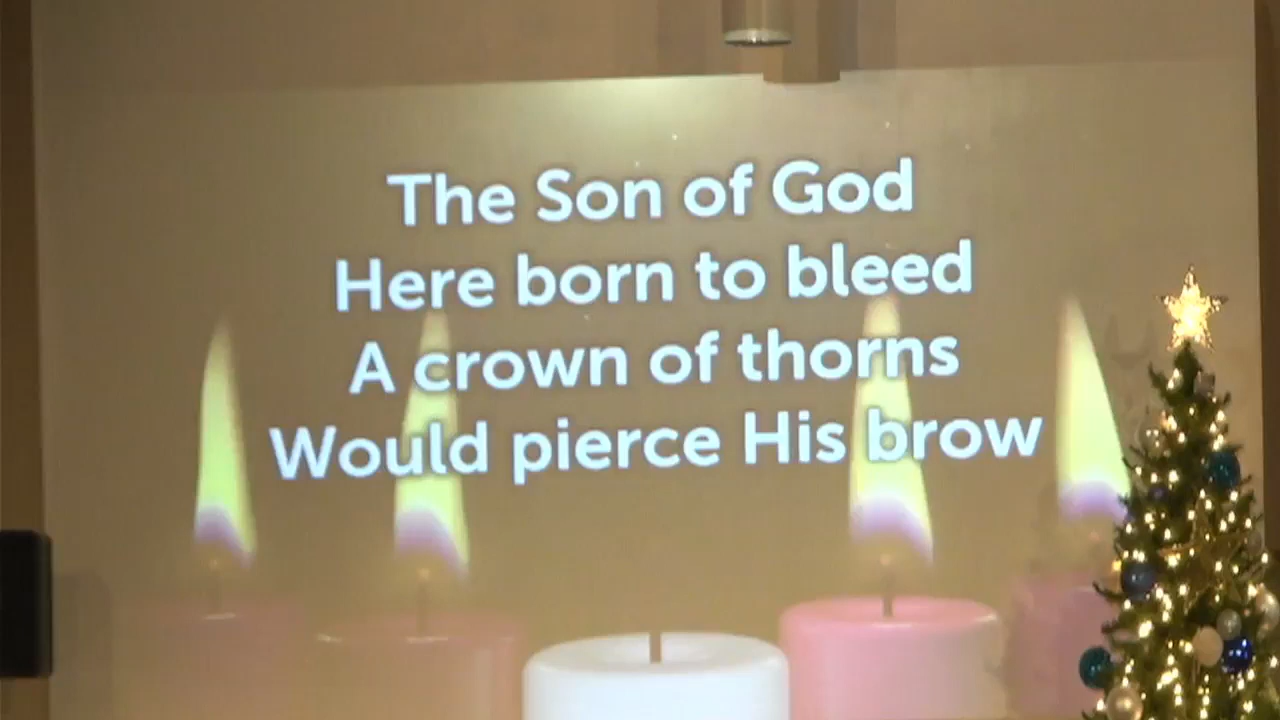 The Son of God
Here born to bleed
A crown of thorns
Would pierce His brow